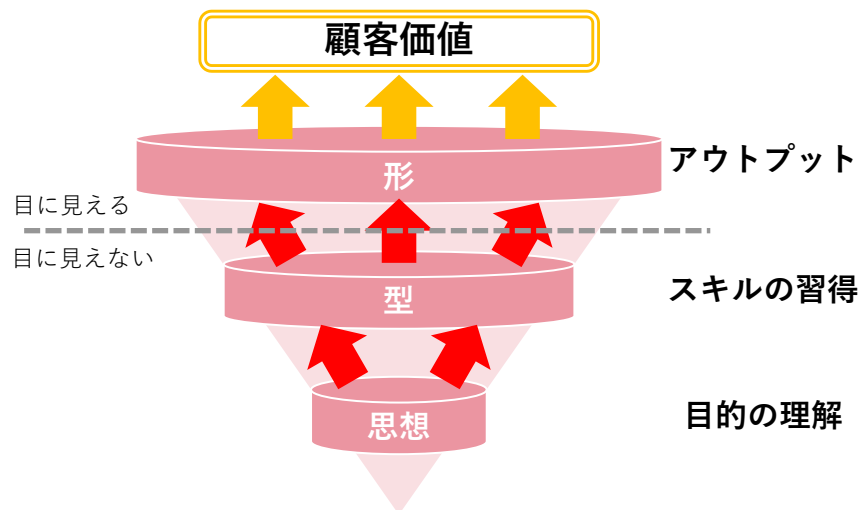 顧客価値
形
アウトプット
目に見える
目に見えない
型
スキルの習得
思想
目的の理解